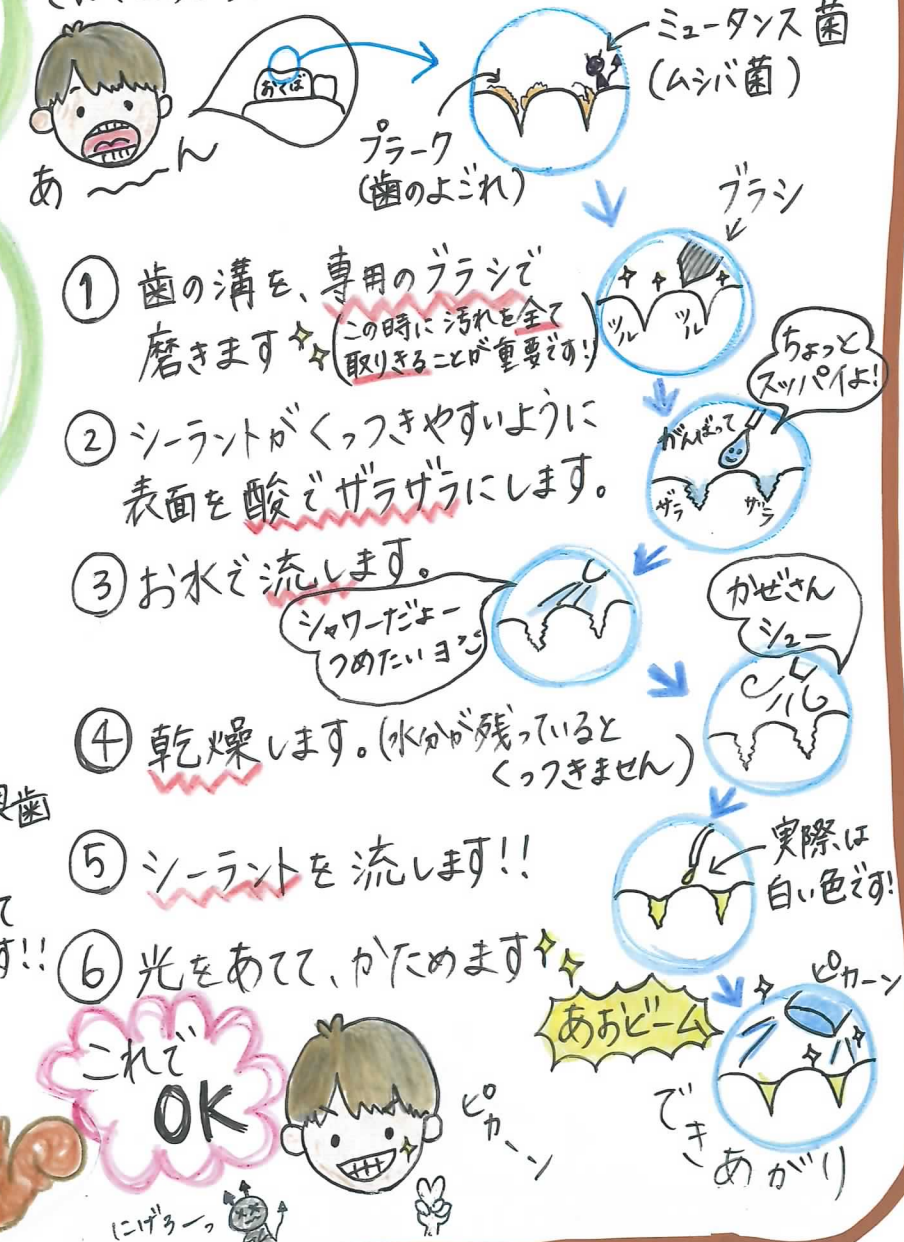 おくば
あ〜〜ん
ミュータンス菌
(ムシバ菌)
プラーク
(歯のよごれ)
ブラシ
① 歯の溝を、専用のブラシで
磨きます
(この時に汚れを全て
取りきることが重要です!)
ツル ツル
② シーラントがくっつきやすいように
表面を酸でザラザラにします。
ちょっと
スッパイよ!
がんばって
ザラ ザラ
③ お水で流します。
シャワーだよー
つめたいヨ
かぜさん
シュー
④ 乾燥します。(水分が残っていると
くっつきません)
歯
⑤ シーラントを流します!!
実際は
白い色です!
て
す!!
⑥ 光をあてて、かためます
あおビーム
ピカーン
できあがり
これで
OK
ピカーン
にげろーっ